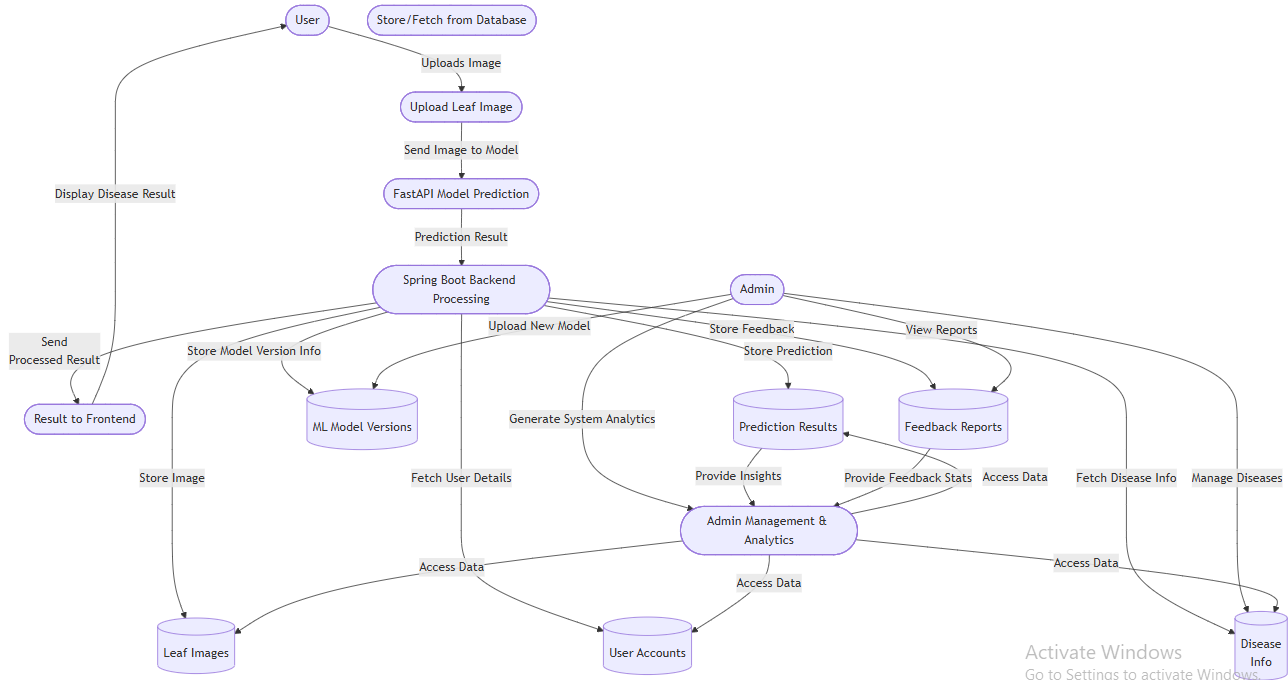 User
Store/Fetch from Database
Uploads Image
Upload Leaf Image
Send Image to Model
FastAPI Model Prediction
Display Disease Result
Prediction Result
Spring Boot Backend
Processing
Admin
Upload New Model
Store Feedback
View Reports
Send
Processed Result
Store Model Version Info
Store Prediction
Result to Frontend
ML Model Versions
Generate System Analytics
Prediction Results
Feedback Reports
Store Image
Fetch User Details
Provide Insights
Provide Feedback Stats
Access Data
Fetch Disease Info
Manage Diseases
Admin Management &
Analytics
Access Data
Access Data
Access Data
Leaf Images
User Accounts
Disease
Info
Activate Windows
Go to Settings to activate Windows.